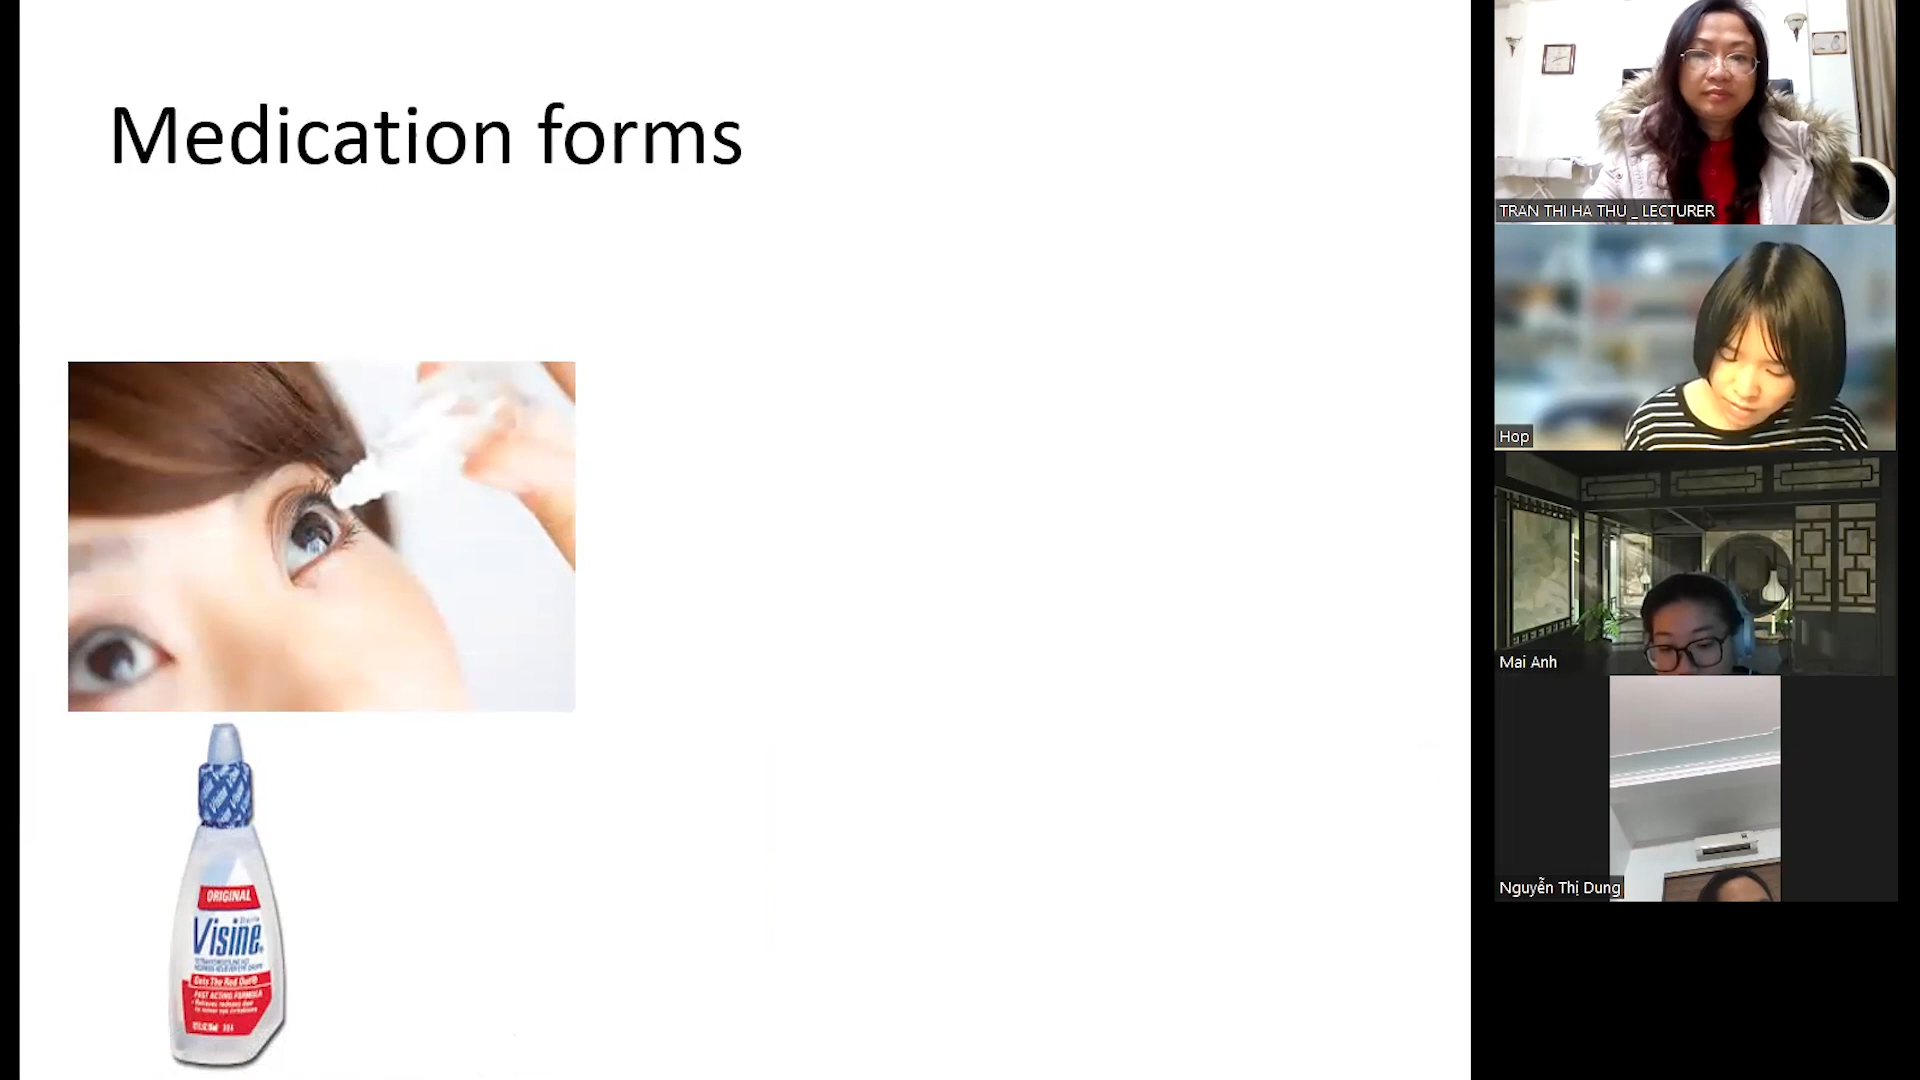 Medication forms
ORIGINAL
Visine
Gets The Red Out®
FAST ACTING FORMULA
TRAN THI HA THU _ LECTURER
Hop
Mai Anh
Nguyễn Thị Dung